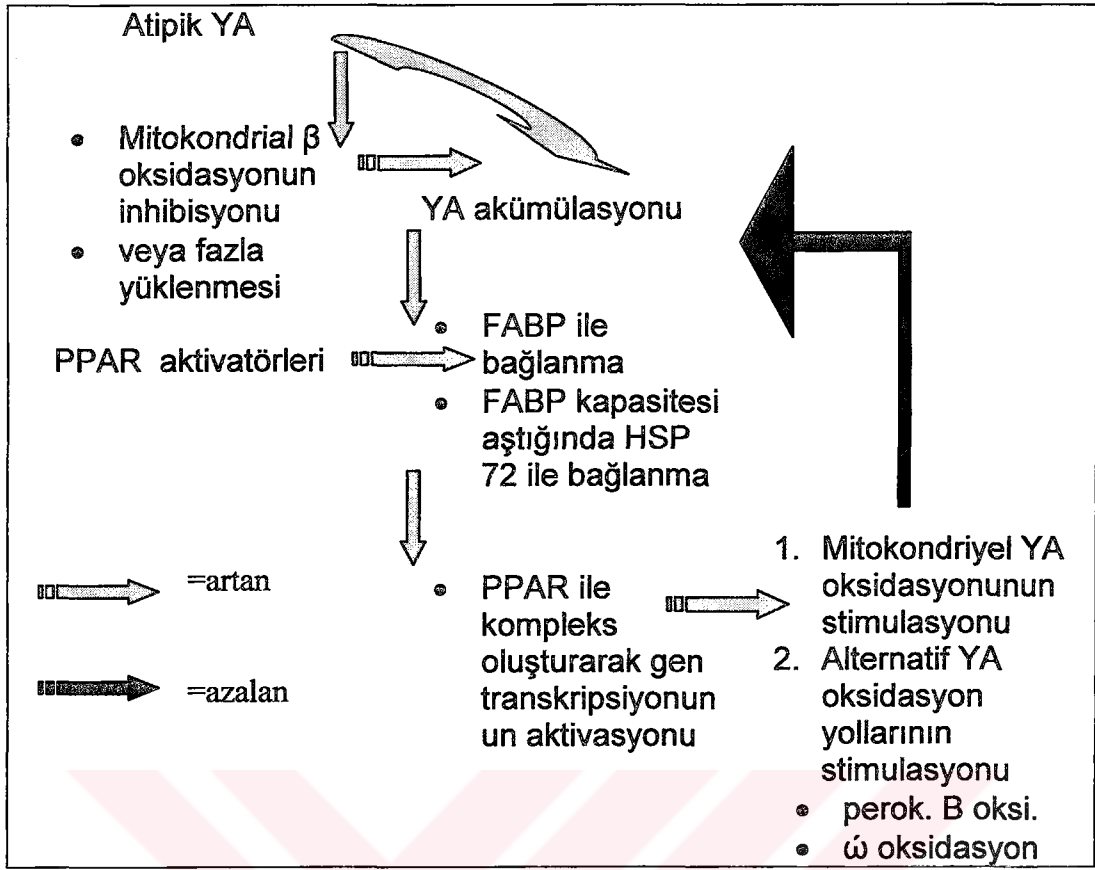 Atipik YA
• Mitokondrial β
oksidasyonun
inhibisyonu
• veya fazla
yüklenmesi
YA akümülasyonu
PPAR aktivatörleri
• FABP ile
bağlanma
• FABP kapasitesi
aştığında HSP
72 ile bağlanma
• PPAR ile
kompleks
oluşturarak gen
transkripsiyonun
un aktivasyonu
1. Mitokondriyel YA
oksidasyonunun
stimulasyonu
2. Alternatif YA
oksidasyon
yollarının
stimulasyonu
• perok. B oksi.
• ώ oksidasyon
=artan
=azalan